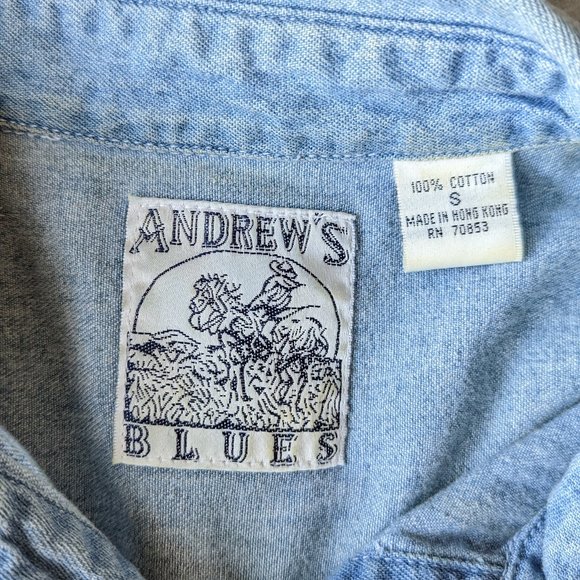 ANDREW'S
BLUES
100% COTTON
S
MADE IN HONG KONG
RN 70853